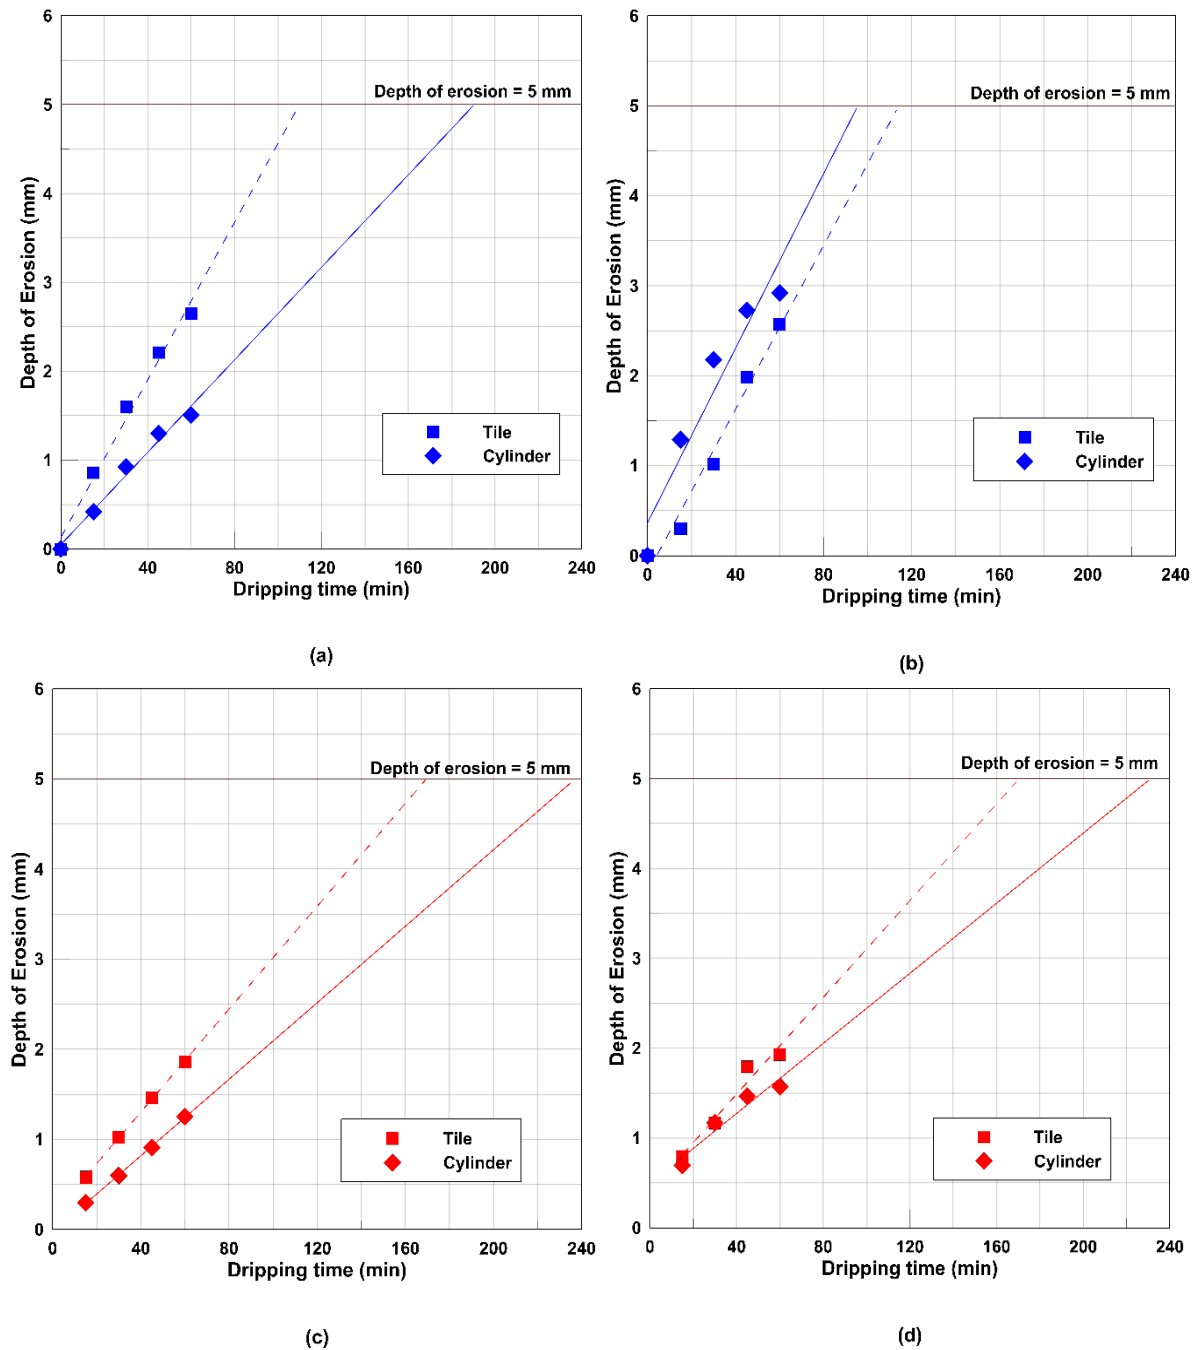 6
Depth of erosion = 5 mm
5
4
3
2
1
0
Depth of Erosion (mm)
Tile
Cylinder
0 40 80 120 160 200 240
Dripping time (min)
(a)
6
Depth of erosion = 5 mm
5
4
3
2
1
0
Depth of Erosion (mm)
Tile
Cylinder
0 40 80 120 160 200 240
Dripping time (min)
(b)
6
Depth of erosion = 5 mm
5
4
3
2
1
0
Depth of Erosion (mm)
Tile
Cylinder
0 40 80 120 160 200 240
Dripping time (min)
(c)
6
Depth of erosion = 5 mm
5
4
3
2
1
0
Depth of Erosion (mm)
Tile
Cylinder
0 40 80 120 160 200 240
Dripping time (min)
(d)